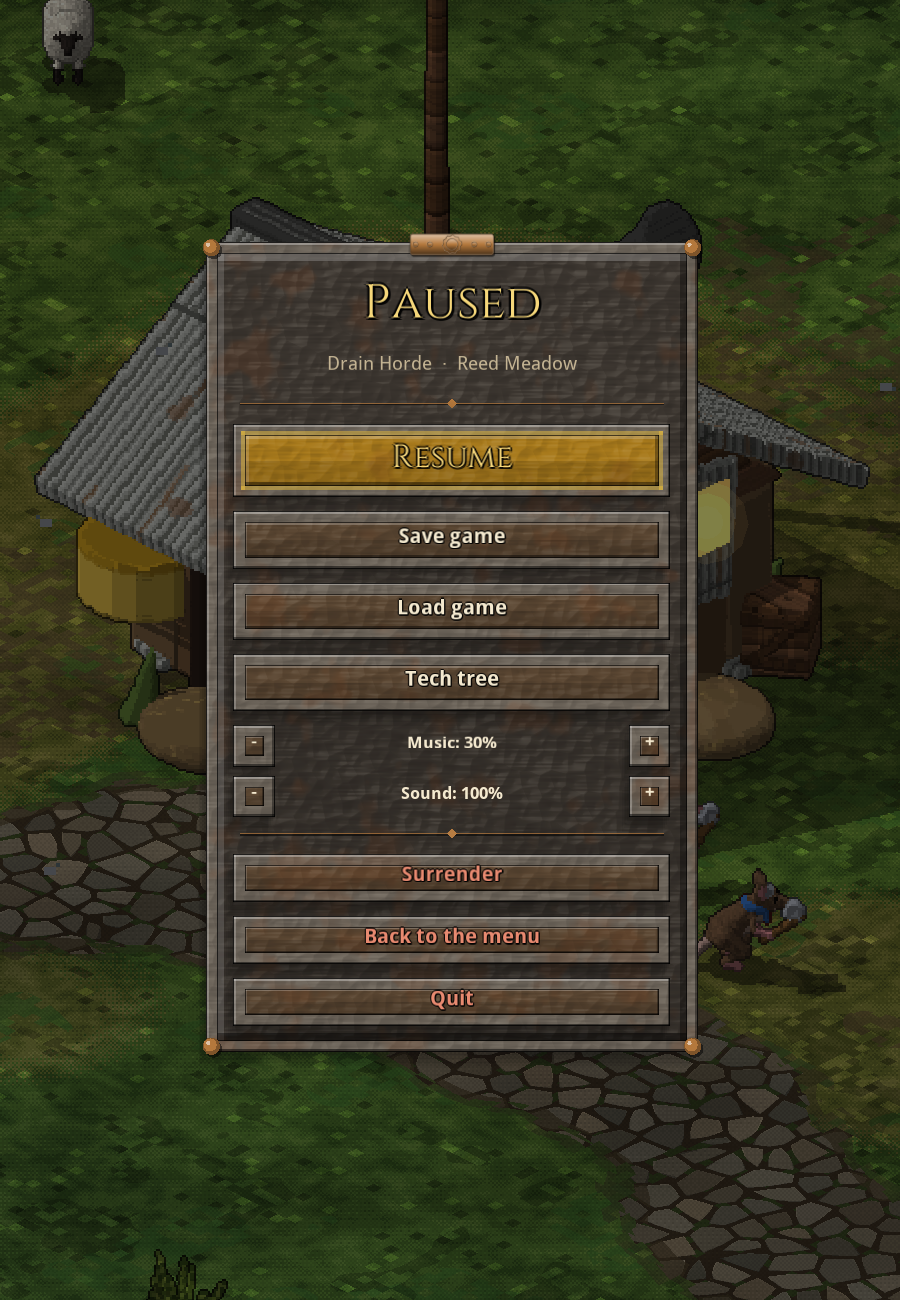 Paused
Drain Horde · Reed Meadow
Resume
Save game
Load game
Tech tree
- Music: 30% +
- Sound: 100% +
Surrender
Back to the menu
Quit